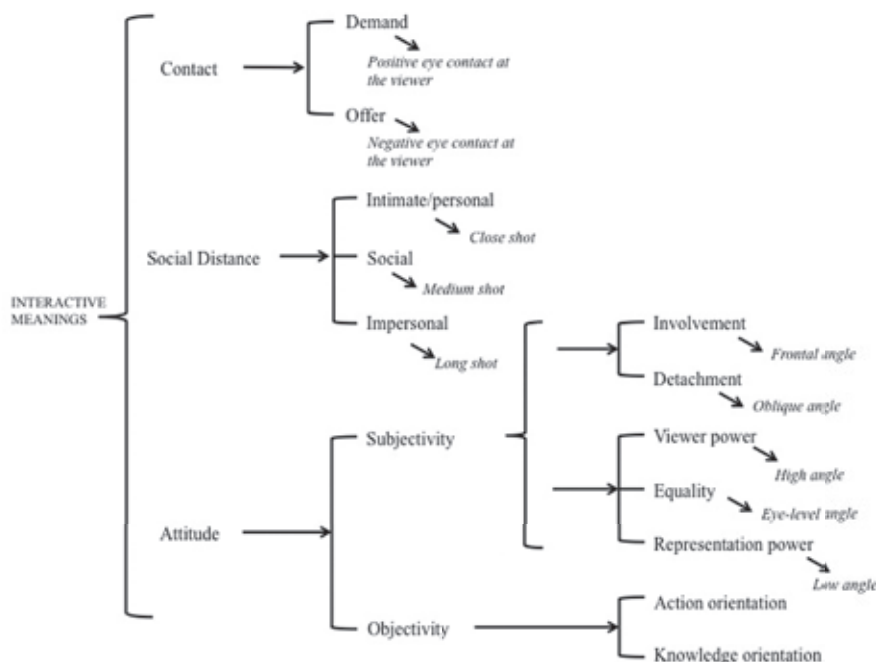 Demand
Positive eye contact at
the viewer
Contact
Offer
Negative eye contact at
the viewer
Intimate/personal
Close shot
Social Distance
Social
Medium shot
INTERACTIVE
MEANINGS
Impersonal
Long shot
Involvement
Frontal angle
Detachment
Oblique angle
Subjectivity
Viewer power
High angle
Equality
Eye-level angle
Attitude
Representation power
Low angle
Objectivity
Action orientation
Knowledge orientation